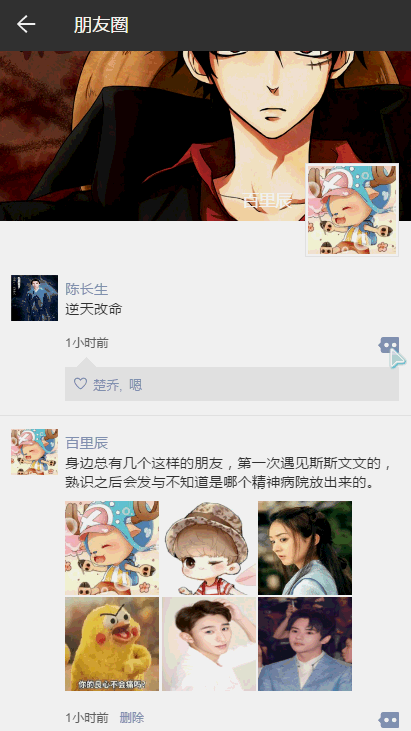 朋友圈
百里辰
陈长生
逆天改命
1小时前
楚乔, 嗯
百里辰
身边总有几个这样的朋友，第一次遇见斯斯文文的，
熟识之后会发与不知道是哪个精神病院放出来的。
你的良心不会痛吗?
1小时前 删除